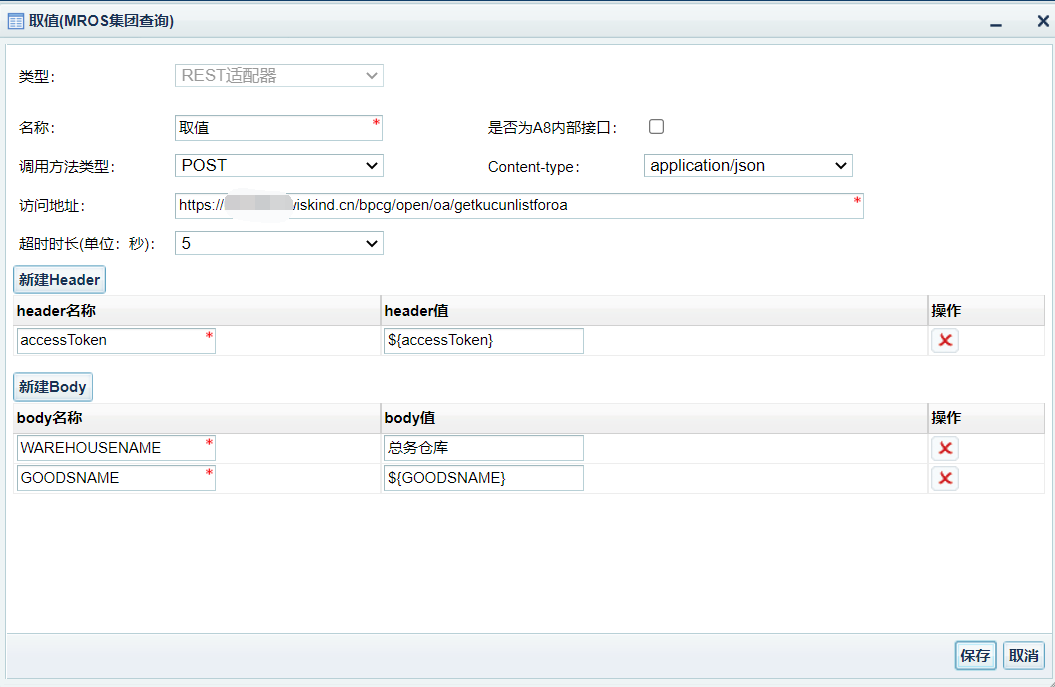 取值(MROS集团查询)
类型：
REST适配器
名称：
取值 *
是否为A8内部接口：
调用方法类型：
POST
Content-type：
application/json
访问地址：
https:// iskind.cn/bpcg/open/oa/getkucunlistforoa *
超时时长(单位：秒)：
5
新建Header
header名称 header值 操作
accessToken * ${accessToken}
新建Body
body名称 body值 操作
WAREHOUSENAME * 总务仓库
GOODSNAME * ${GOODSNAME}
保存 取消